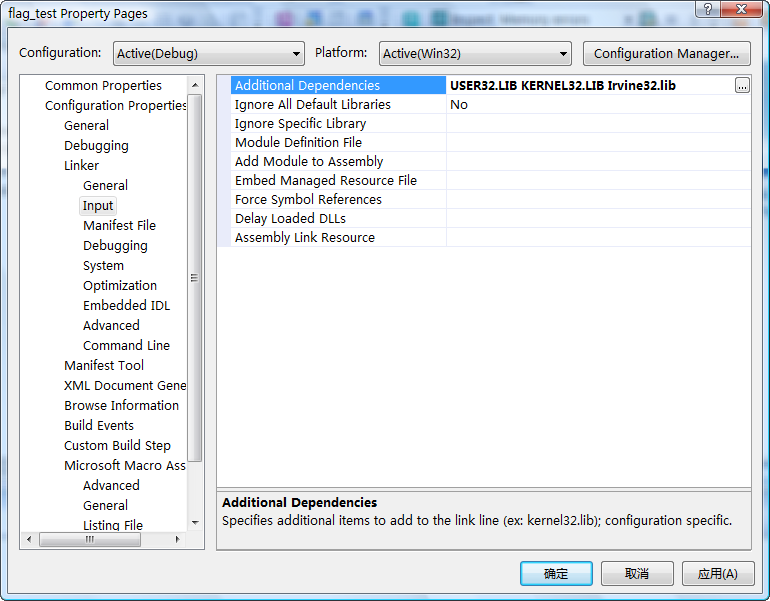 flag_test Property Pages
Configuration: Active(Debug) Platform: Active(Win32) Configuration Manager...
Common Properties
Configuration Properties
General
Debugging
Linker
General
Input
Manifest File
Debugging
System
Optimization
Embedded IDL
Advanced
Command Line
Manifest Tool
XML Document Gene
Browse Information
Build Events
Custom Build Step
Microsoft Macro Ass
Advanced
General
Listing File
Additional Dependencies USER32.LIB KERNEL32.LIB Irvine32.lib ...
Ignore All Default Libraries No
Ignore Specific Library
Module Definition File
Add Module to Assembly
Embed Managed Resource File
Force Symbol References
Delay Loaded DLLs
Assembly Link Resource
Additional Dependencies
Specifies additional items to add to the link line (ex: kernel32.lib); configuration specific.
确定 取消 应用(A)